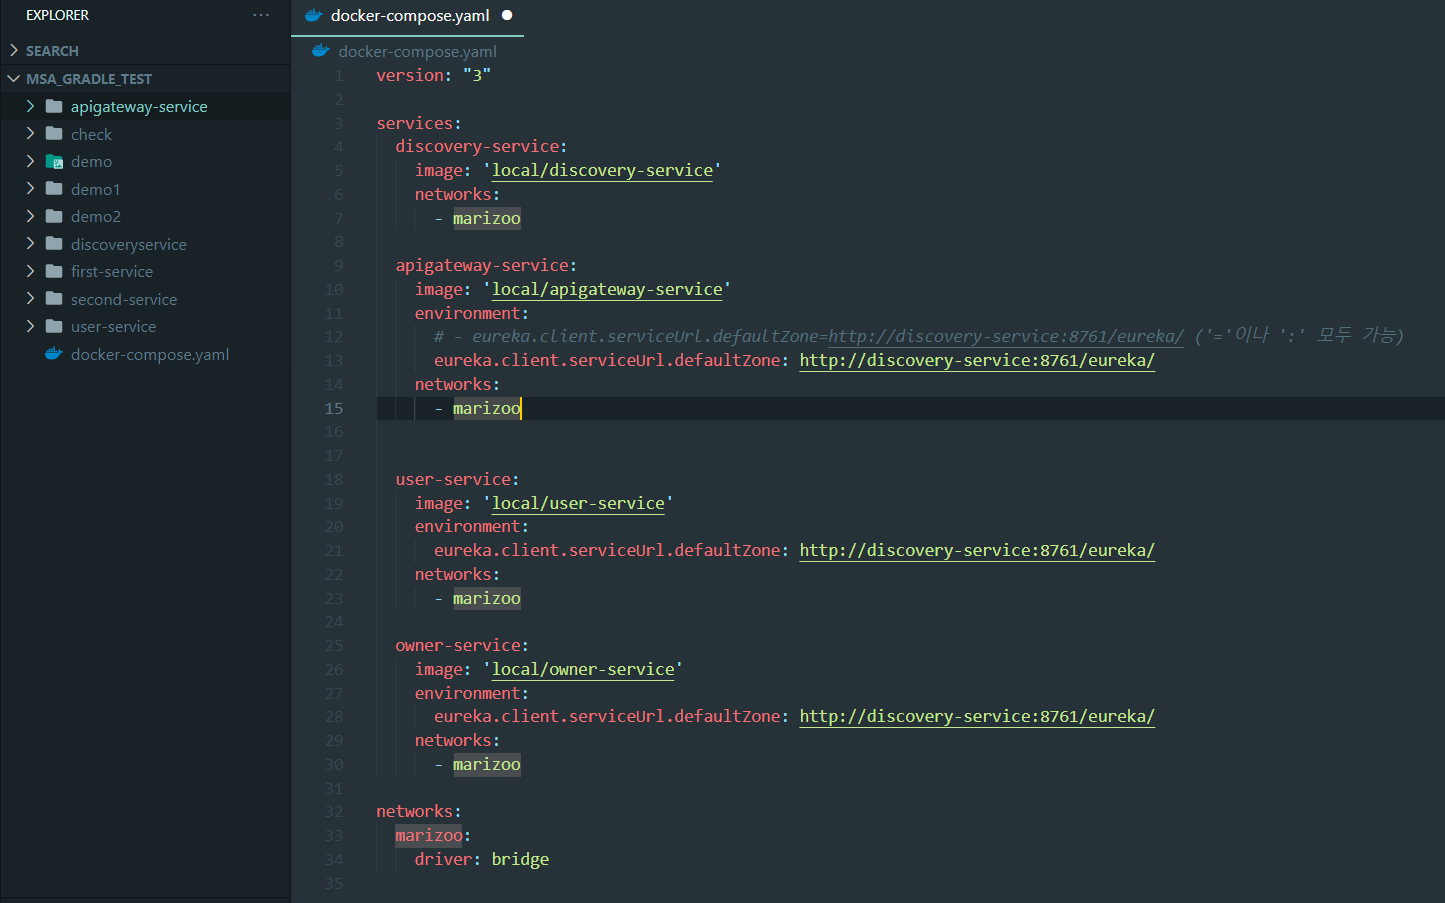 EXPLORER
···
SEARCH
MSA_GRADLE_TEST
apigateway-service
check
demo
demo1
demo2
discoveryservice
first-service
second-service
user-service
docker-compose.yaml
docker-compose.yaml
docker-compose.yaml
1 version: "3"
2
3 services:
4   discovery-service:
5     image: 'local/discovery-service'
6     networks:
7       - marizoo
8
9   apigateway-service:
10     image: 'local/apigateway-service'
11     environment:
12       # - eureka.client.serviceUrl.defaultZone=http://discovery-service:8761/eureka/ ('='이나 ':' 모두 가능)
13       eureka.client.serviceUrl.defaultZone: http://discovery-service:8761/eureka/
14     networks:
15       - marizoo
16
17
18   user-service:
19     image: 'local/user-service'
20     environment:
21       eureka.client.serviceUrl.defaultZone: http://discovery-service:8761/eureka/
22     networks:
23       - marizoo
24
25   owner-service:
26     image: 'local/owner-service'
27     environment:
28       eureka.client.serviceUrl.defaultZone: http://discovery-service:8761/eureka/
29     networks:
30       - marizoo
31
32 networks:
33   marizoo:
34     driver: bridge
35